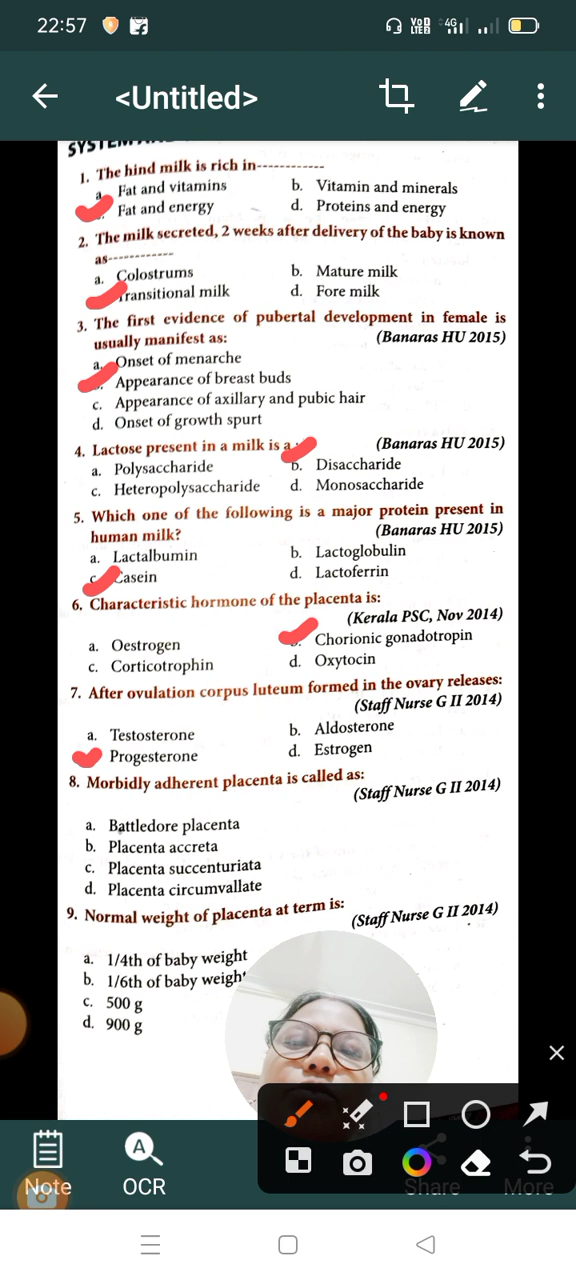 22:57
VoD
LTE2
4G
<Untitled>
1. The hind milk is rich in------------
a. Fat and vitamins
b. Vitamin and minerals
Fat and energy
d. Proteins and energy
2. The milk secreted, 2 weeks after delivery of the baby is known
as------------
a. Colostrums
b. Mature milk
Transitional milk
d. Fore milk
3. The first evidence of pubertal development in female is
usually manifest as:
(Banaras HU 2015)
a. Onset of menarche
Appearance of breast buds
c. Appearance of axillary and pubic hair
d. Onset of growth spurt
4. Lactose present in a milk is a
(Banaras HU 2015)
a. Polysaccharide
b. Disaccharide
c. Heteropolysaccharide
d. Monosaccharide
5. Which one of the following is a major protein present in
human milk?
(Banaras HU 2015)
a. Lactalbumin
b. Lactoglobulin
c. Casein
d. Lactoferrin
6. Characteristic hormone of the placenta is:
(Kerala PSC, Nov 2014)
a. Oestrogen
Chorionic gonadotropin
c. Corticotrophin
d. Oxytocin
7. After ovulation corpus luteum formed in the ovary releases:
(Staff Nurse G II 2014)
a. Testosterone
b. Aldosterone
Progesterone
d. Estrogen
8. Morbidly adherent placenta is called as:
(Staff Nurse G II 2014)
a. Battledore placenta
b. Placenta accreta
c. Placenta succenturiata
d. Placenta circumvallate
9. Normal weight of placenta at term is:
(Staff Nurse G II 2014)
a. 1/4th of baby weight
b. 1/6th of baby weight
c. 500 g
d. 900 g
Note
A
OCR
Share
More